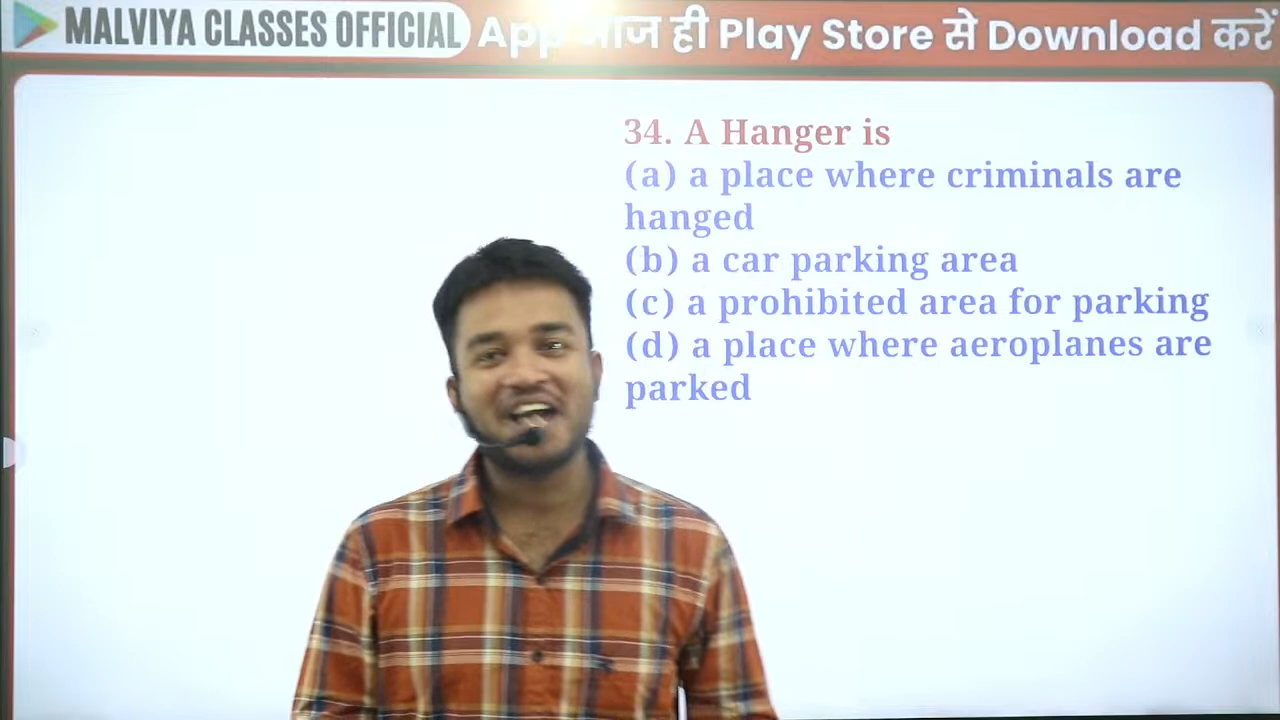 MALVIYA CLASSES OFFICIAL App आज ही Play Store से Download करें
34. A Hanger is
(a) a place where criminals are
hanged
(b) a car parking area
(c) a prohibited area for parking
(d) a place where aeroplanes are
parked